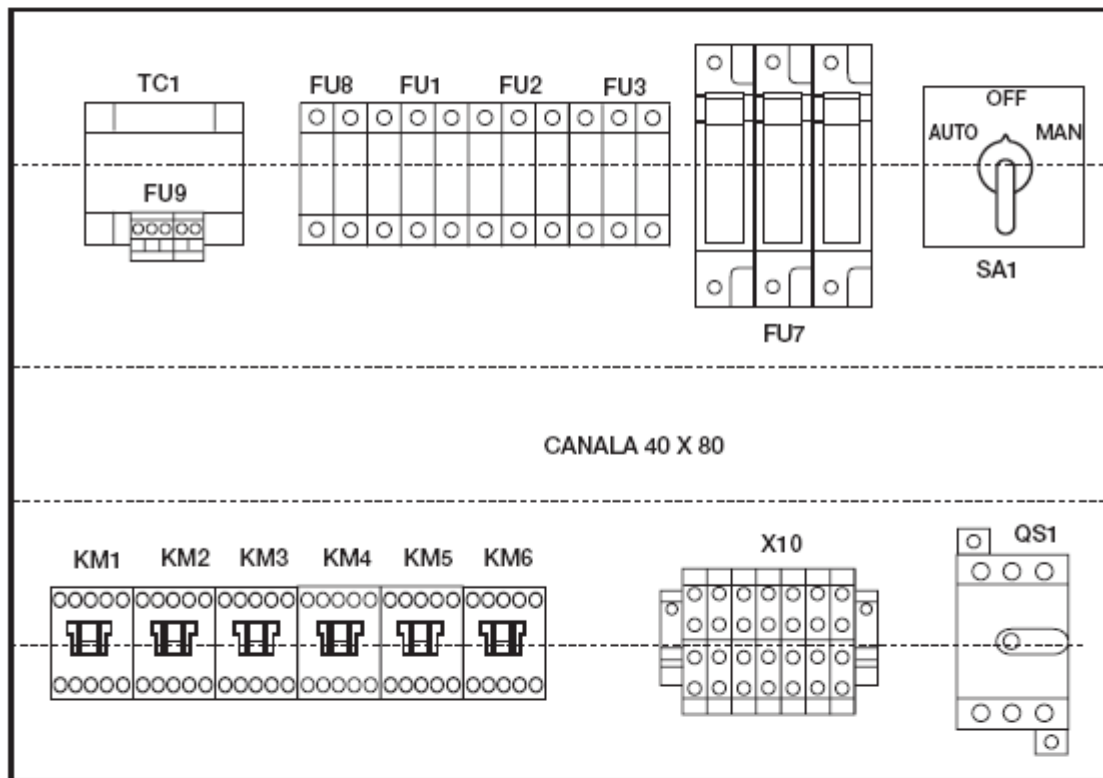 TC1
FU9
FU8 FU1 FU2 FU3
FU7
OFF
AUTO MAN
SA1
CANALA 40 X 80
KM1 KM2 KM3 KM4 KM5 KM6
X10
QS1